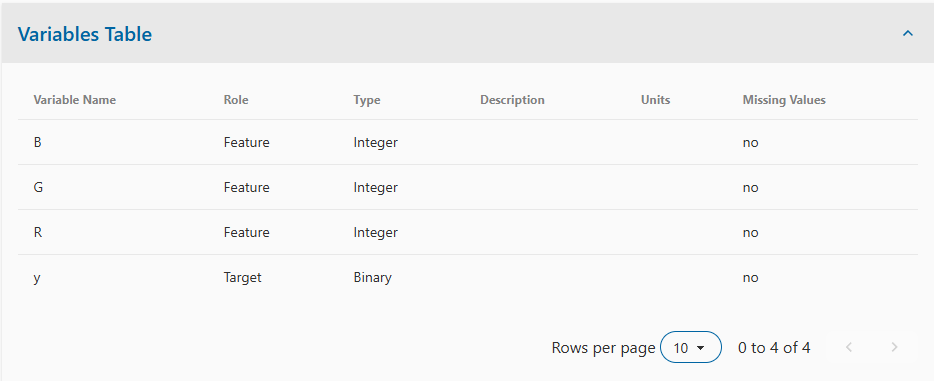 Variables Table
Variable Name Role Type Description Units Missing Values
B Feature Integer no
G Feature Integer no
R Feature Integer no
y Target Binary no
Rows per page 10 0 to 4 of 4